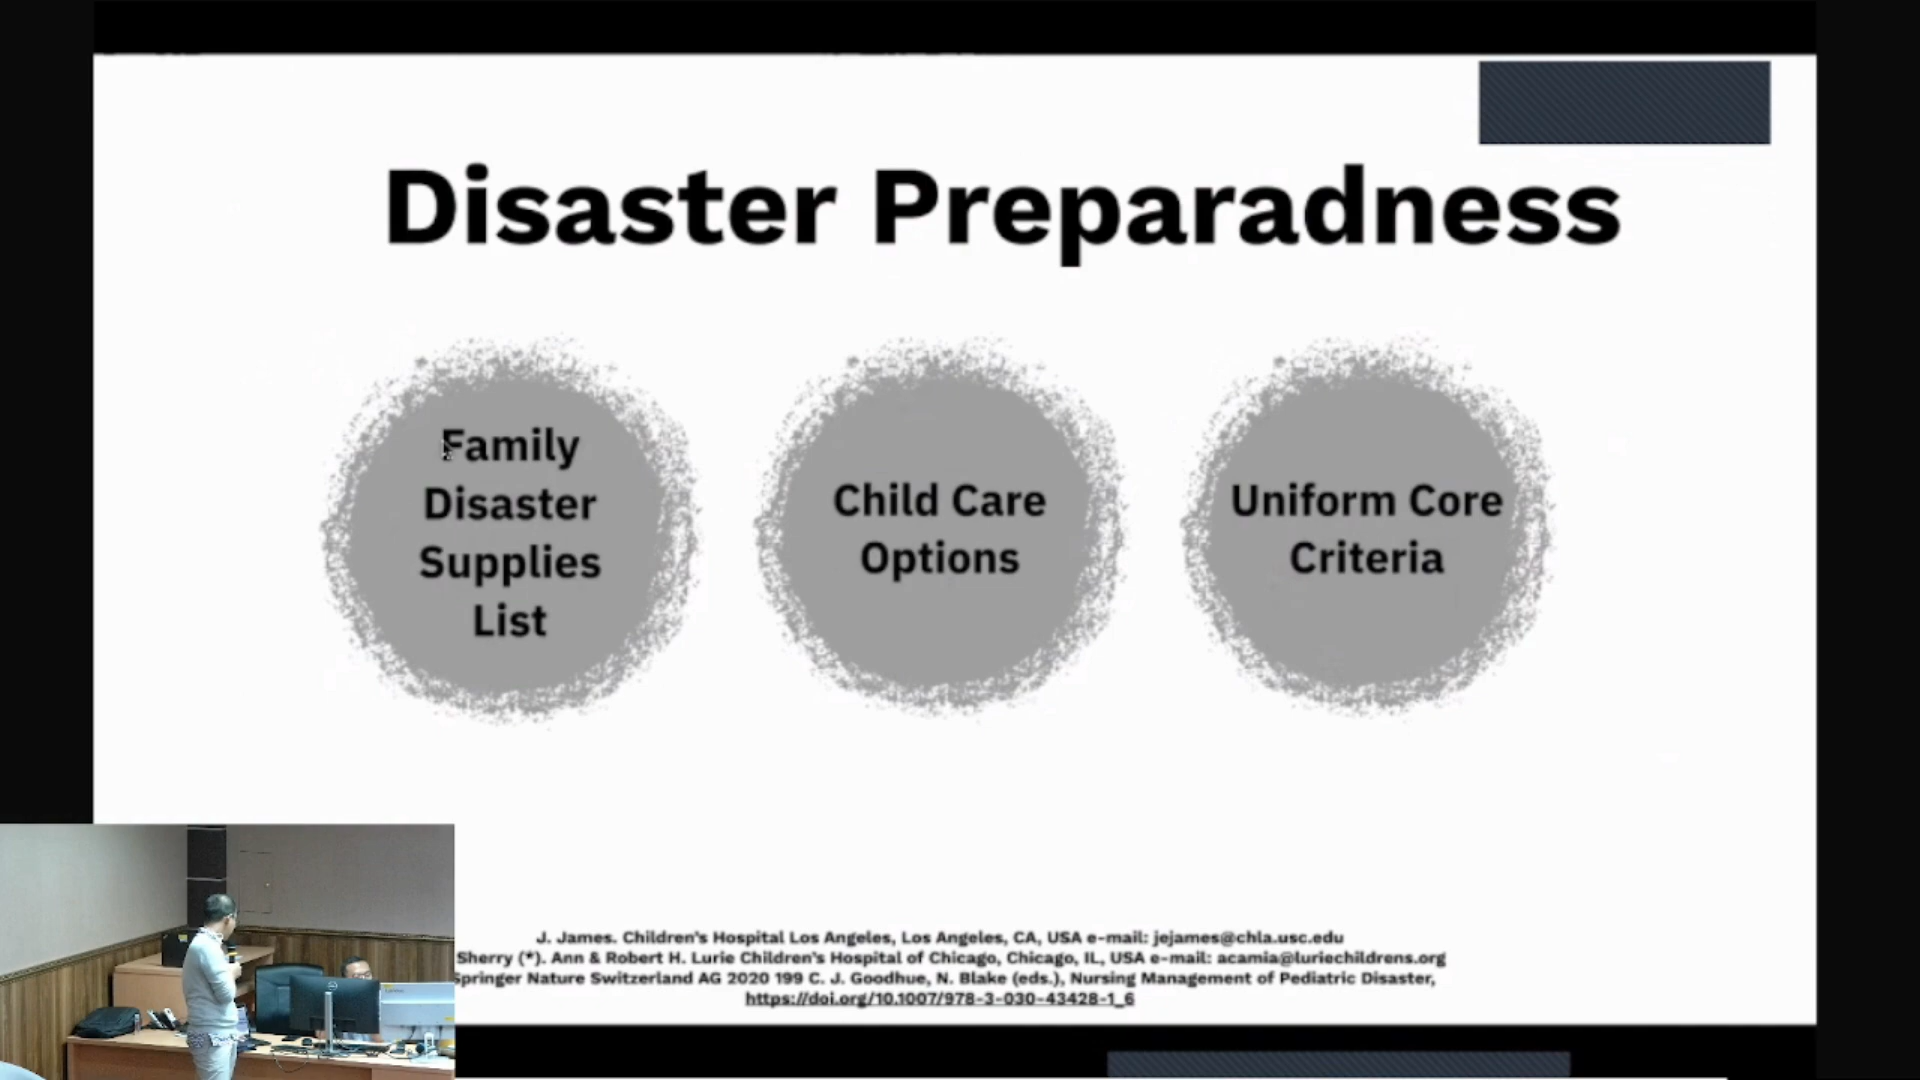 Disaster Preparadness
Family
Disaster
Supplies
List
Child Care
Options
Uniform Core
Criteria
J. James. Children's Hospital Los Angeles, Los Angeles, CA, USA e-mail: jejames@chla.usc.edu
Sherry (*). Ann & Robert H. Lurie Children's Hospital of Chicago, Chicago, IL, USA e-mail: acamia@luriechildrens.org
Springer Nature Switzerland AG 2020 199 C. J. Goodhue, N. Blake (eds.), Nursing Management of Pediatric Disaster,
https://doi.org/10.1007/978-3-030-43428-1_6